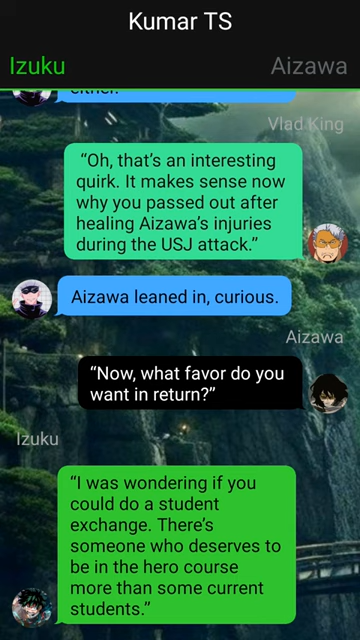 Kumar TS
Izuku
Aizawa
either.”
Vlad King
“Oh, that’s an interesting
quirk. It makes sense now
why you passed out after
healing Aizawa’s injuries
during the USJ attack.”
Aizawa leaned in, curious.
Aizawa
“Now, what favor do you
want in return?”
Izuku
“I was wondering if you
could do a student
exchange. There’s
someone who deserves to
be in the hero course
more than some current
students.”